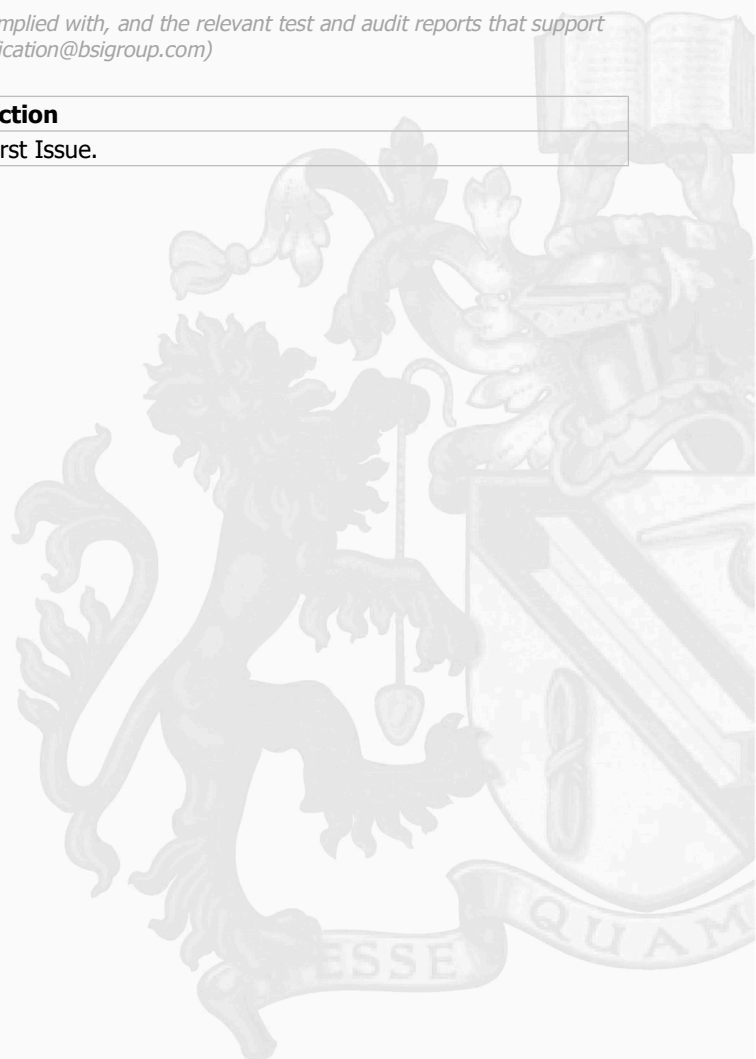 mplied with, and the relevant test and audit reports that support
ication@bsigroup.com)
ction
rst Issue.
ESSE QUAM